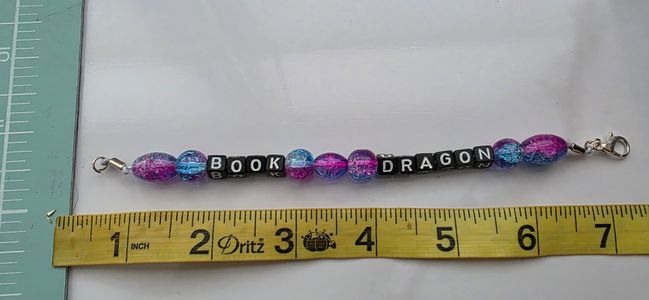 BOOK DRAGON
1 INCH 2 Dritz 3 4 5 6 7